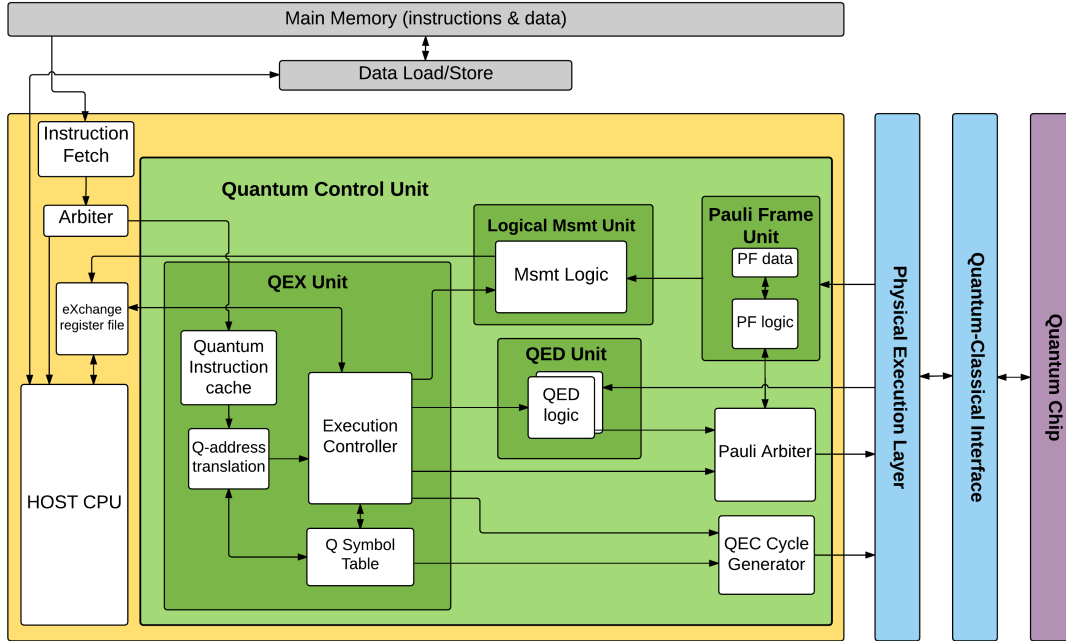 Main Memory (instructions & data)
Data Load/Store
Instruction
Fetch
Arbiter
eXchange
register file
HOST CPU
Quantum Control Unit
QEX Unit
Quantum
Instruction
cache
Q-address
translation
Execution
Controller
Q Symbol
Table
Logical Msmt Unit
Msmt Logic
QED Unit
QED
logic
Pauli Frame
Unit
PF data
PF logic
Pauli Arbiter
QEC Cycle
Generator
Physical Execution Layer
Quantum-Classical Interface
Quantum Chip